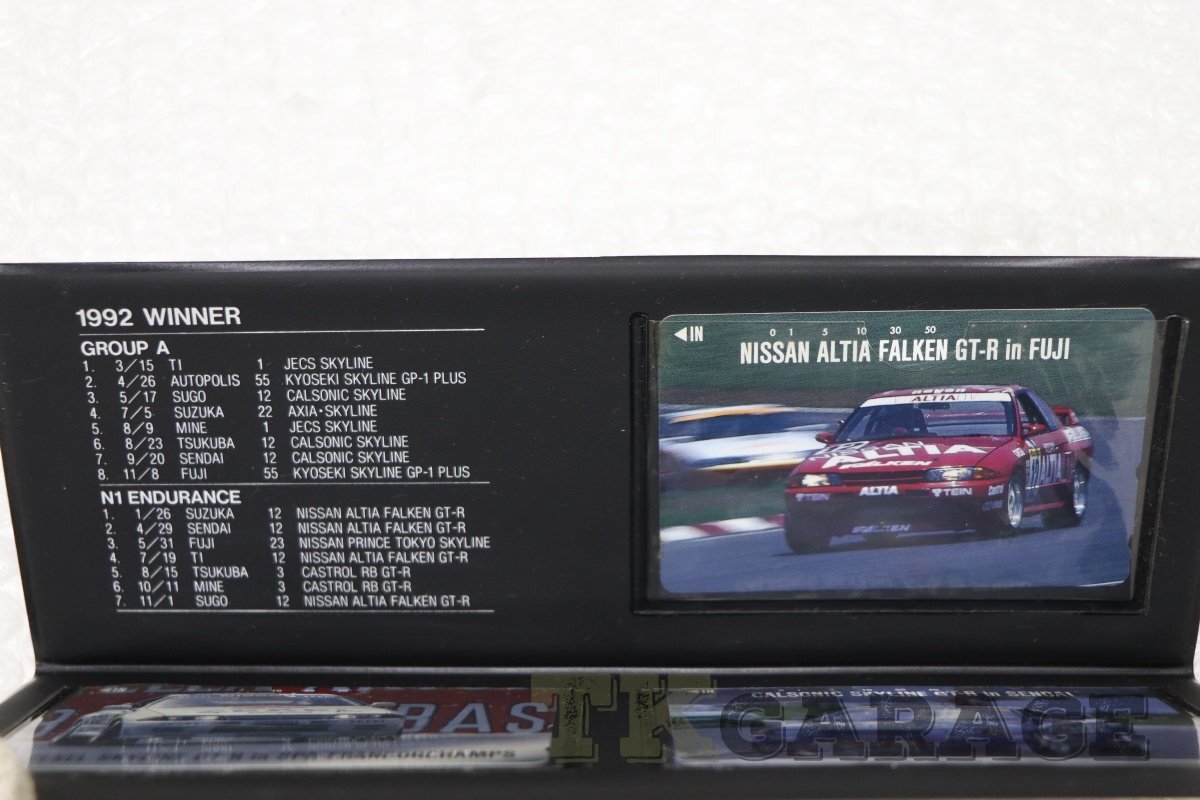 1992 WINNER
GROUP A
1. 3/15 TI 1 JECS SKYLINE
2. 4/26 AUTOPOLIS 55 KYOSEKI SKYLINE GP-1 PLUS
3. 5/17 SUGO 12 CALSONIC SKYLINE
4. 7/5 SUZUKA 22 AXIA・SKYLINE
5. 8/9 MINE 1 JECS SKYLINE
6. 8/23 TSUKUBA 12 CALSONIC SKYLINE
7. 9/20 SENDAI 12 CALSONIC SKYLINE
8. 11/8 FUJI 55 KYOSEKI SKYLINE GP-1 PLUS
N1 ENDURANCE
1. 1/26 SUZUKA 12 NISSAN ALTIA FALKEN GT-R
2. 4/29 SENDAI 12 NISSAN ALTIA FALKEN GT-R
3. 5/31 FUJI 23 NISSAN PRINCE TOKYO SKYLINE
4. 7/19 TI 12 NISSAN ALTIA FALKEN GT-R
5. 8/15 TSUKUBA 3 CASTROL RB GT-R
6. 10/11 MINE 3 CASTROL RB GT-R
7. 11/1 SUGO 12 NISSAN ALTIA FALKEN GT-R
◀IN 0 1 5 10 30 50
NISSAN ALTIA FALKEN GT-R in FUJI
ALTIA
ALTIA
FALKEN
TEIN ALTIA TEIN
Castrol
FALKEN
CALSONIC SKYLINE GT-R in SENDAI
GT-R in SPA FRANCORCHAMPS
TK GARAGE